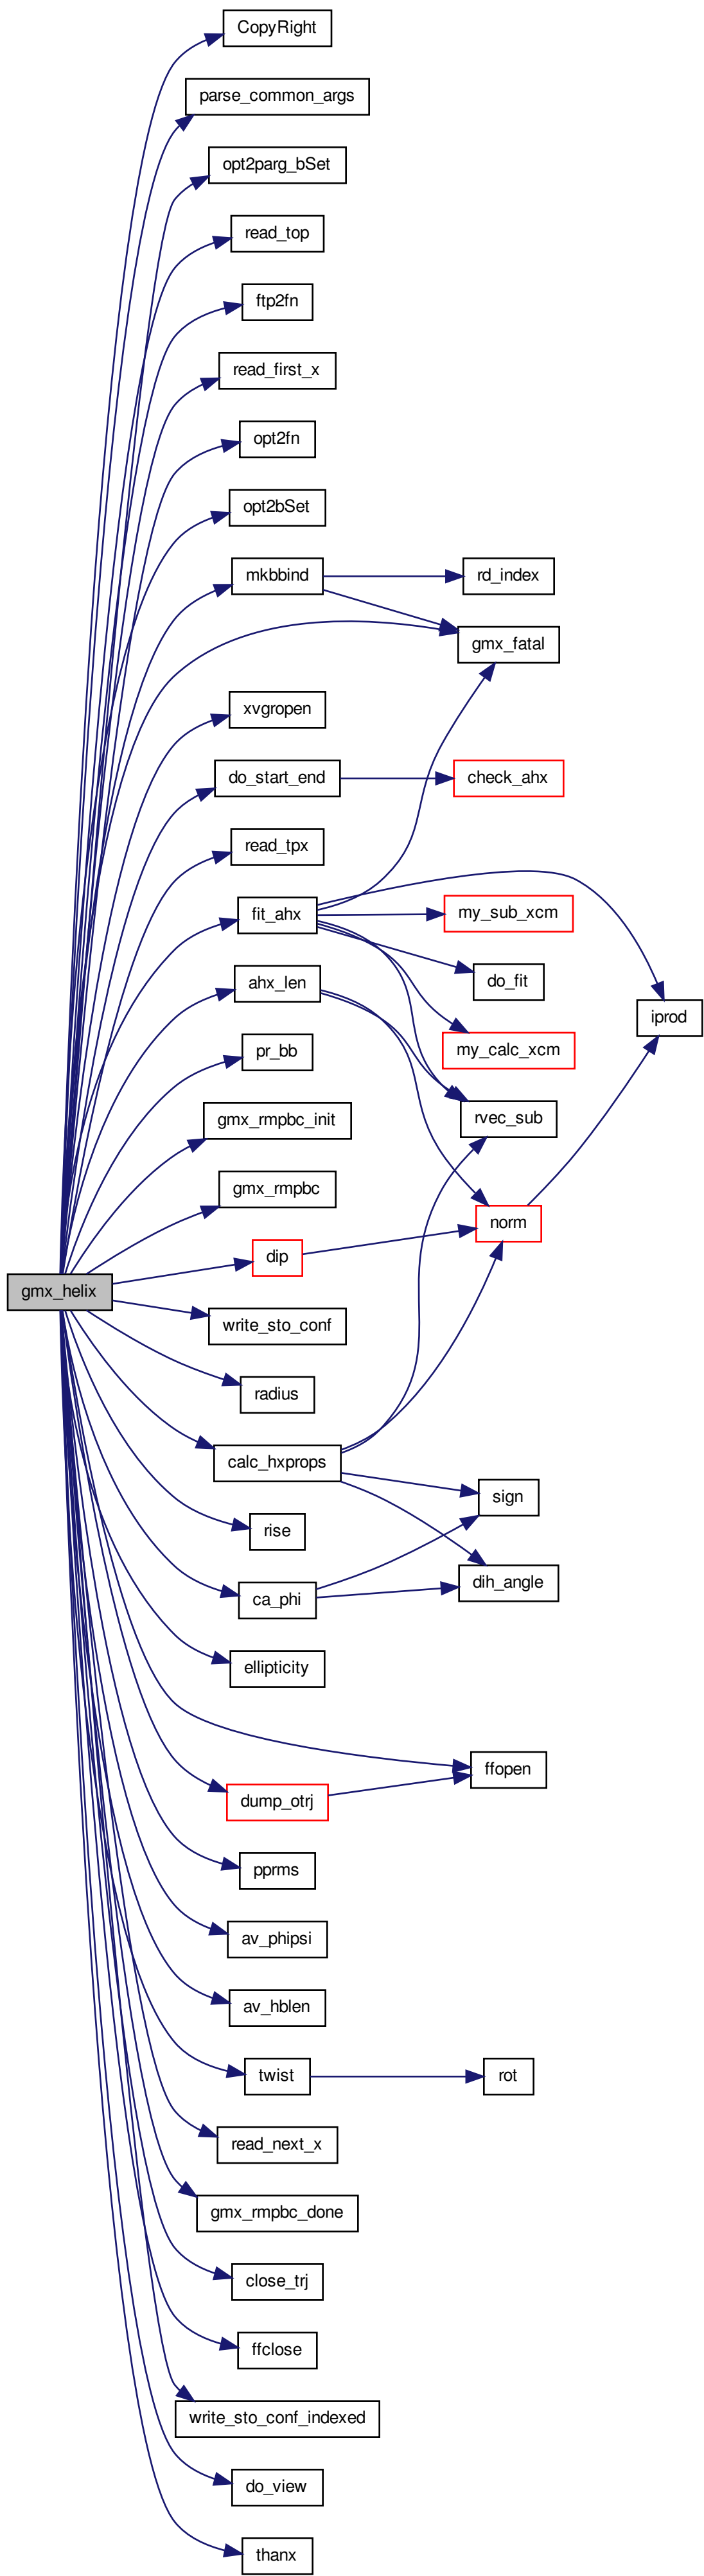 CopyRight
parse_common_args
opt2parg_bSet
read_top
ftp2fn
read_first_x
opt2fn
opt2bSet
mkbbind
rd_index
gmx_fatal
xvgropen
do_start_end
check_ahx
read_tpx
fit_ahx
my_sub_xcm
ahx_len
do_fit
iprod
pr_bb
my_calc_xcm
gmx_rmpbc_init
rvec_sub
gmx_rmpbc
norm
dip
gmx_helix
write_sto_conf
radius
calc_hxprops
sign
rise
dih_angle
ca_phi
ellipticity
ffopen
dump_otrj
pprms
av_phipsi
av_hblen
twist
rot
read_next_x
gmx_rmpbc_done
close_trj
ffclose
write_sto_conf_indexed
do_view
thanx